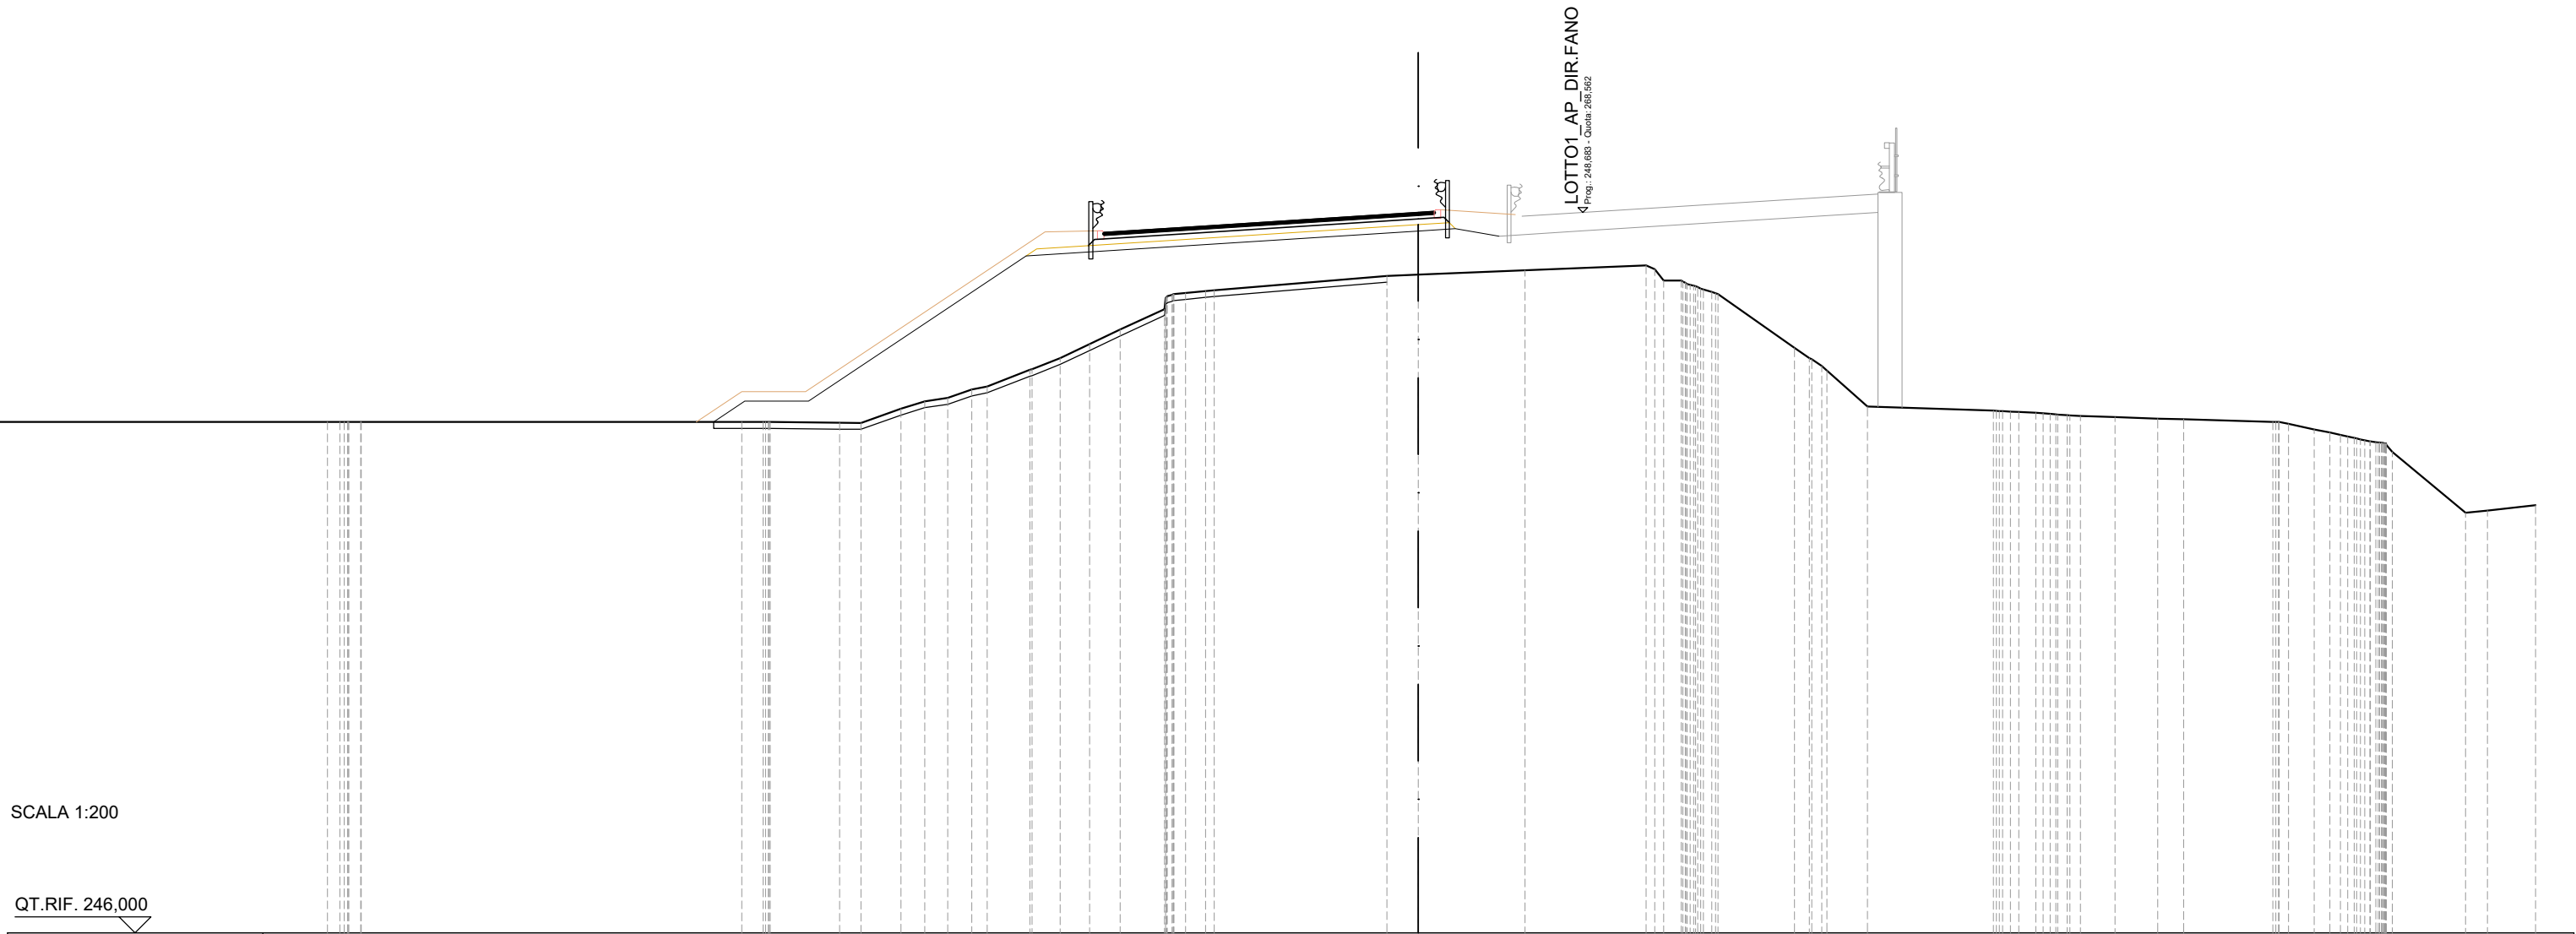 LOTTO1_AP_DIR.FANO
Prog.: 248,683 - Quota: 268,562
SCALA 1:200
QT.RIF. 246,000